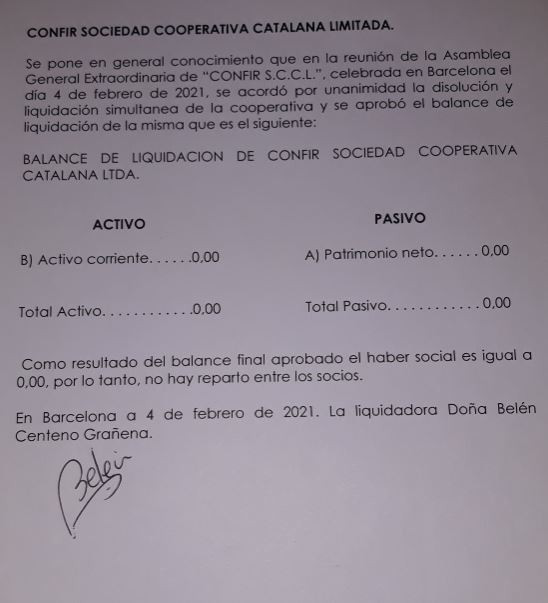 CONFIR SOCIEDAD COOPERATIVA CATALANA LIMITADA.
Se pone en general conocimiento que en la reunión de la Asamblea
General Extraordinaria de “CONFIR S.C.C.L.”, celebrada en Barcelona el
día 4 de febrero de 2021, se acordó por unanimidad la disolución y
liquidación simultanea de la cooperativa y se aprobó el balance de
liquidación de la misma que es el siguiente:
BALANCE DE LIQUIDACION DE CONFIR SOCIEDAD COOPERATIVA
CATALANA LTDA.
ACTIVO PASIVO
B) Activo corriente. . . . . .0,00 A) Patrimonio neto. . . . . . 0,00
Total Activo. . . . . . . . . . . .0,00 Total Pasivo. . . . . . . . . . . . 0,00
Como resultado del balance final aprobado el haber social es igual a
0,00, por lo tanto, no hay reparto entre los socios.
En Barcelona a 4 de febrero de 2021. La liquidadora Doña Belén
Centeno Grañena.
Belén